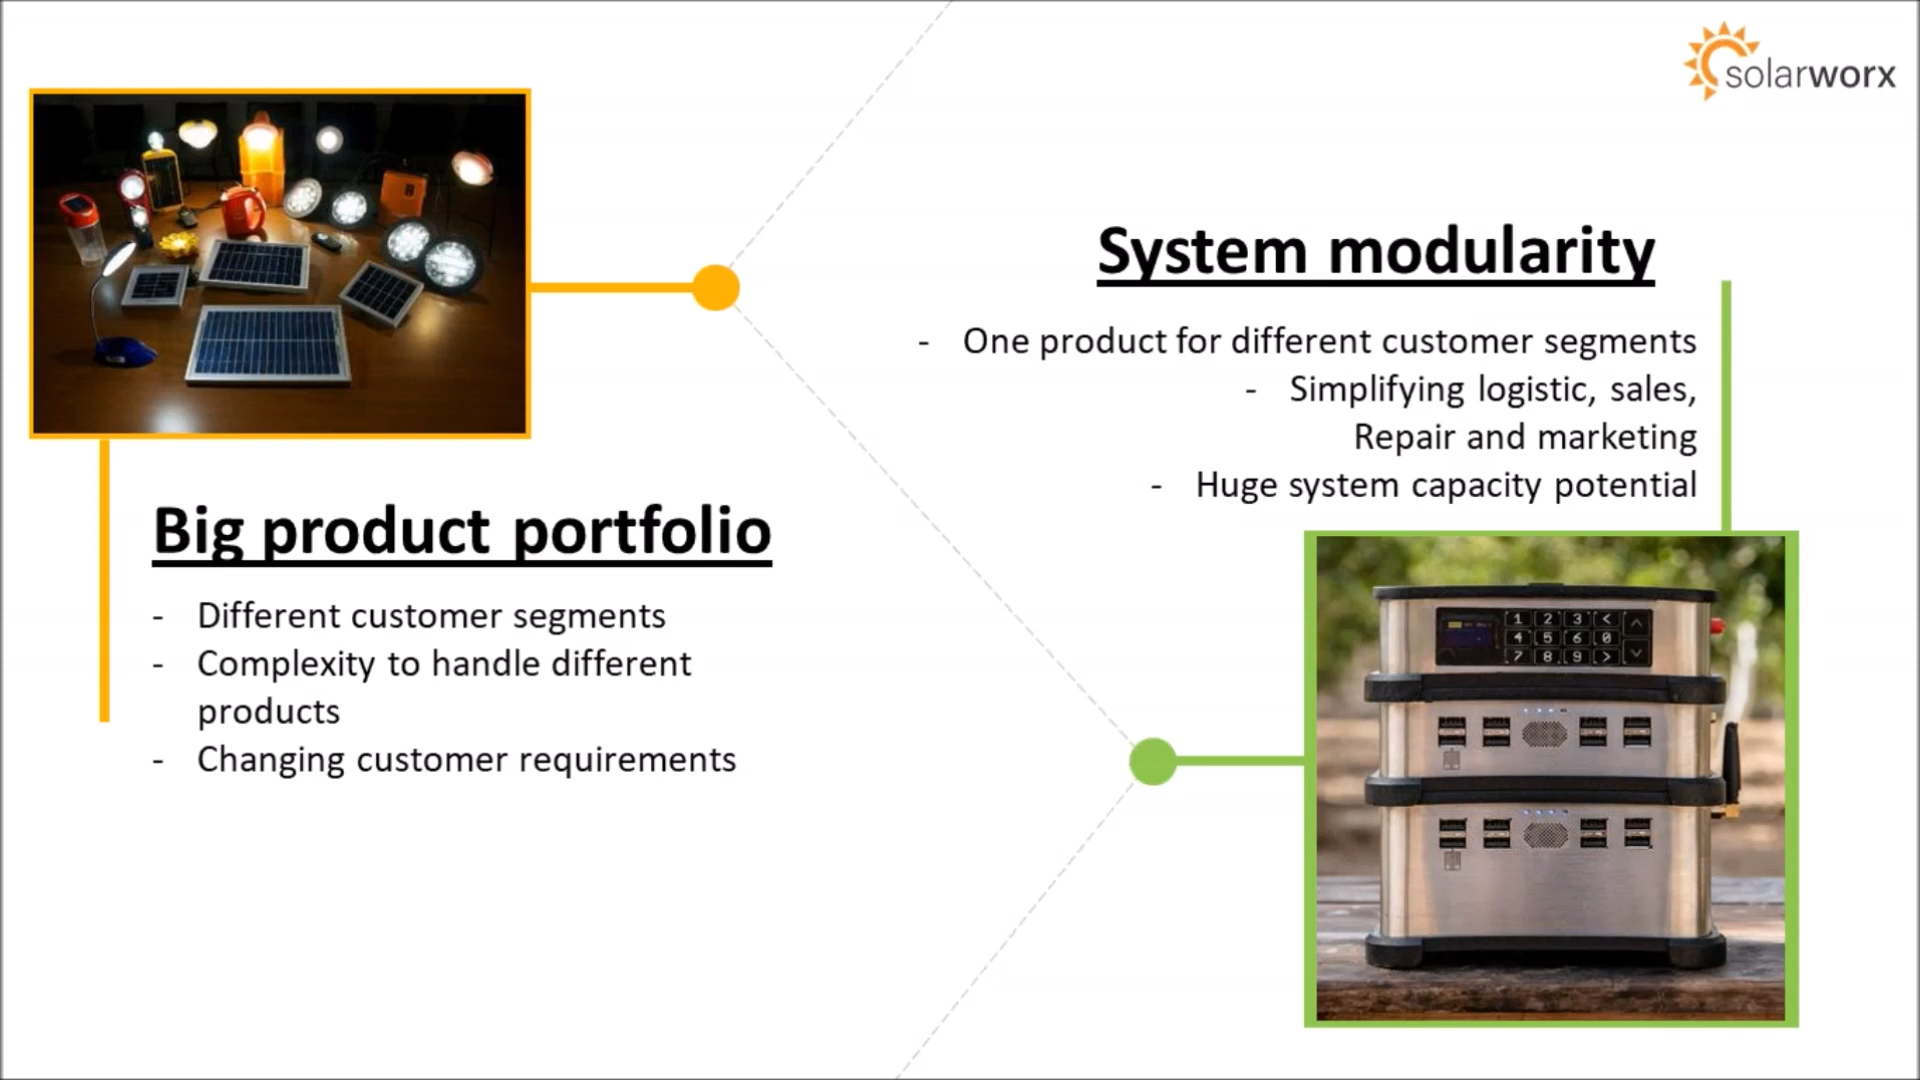 solarworx
System modularity
- One product for different customer segments
- Simplifying logistic, sales,
Repair and marketing
- Huge system capacity potential
Big product portfolio
- Different customer segments
- Complexity to handle different
products
- Changing customer requirements
1 2 3 <
4 5 6 0
7 8 9 >